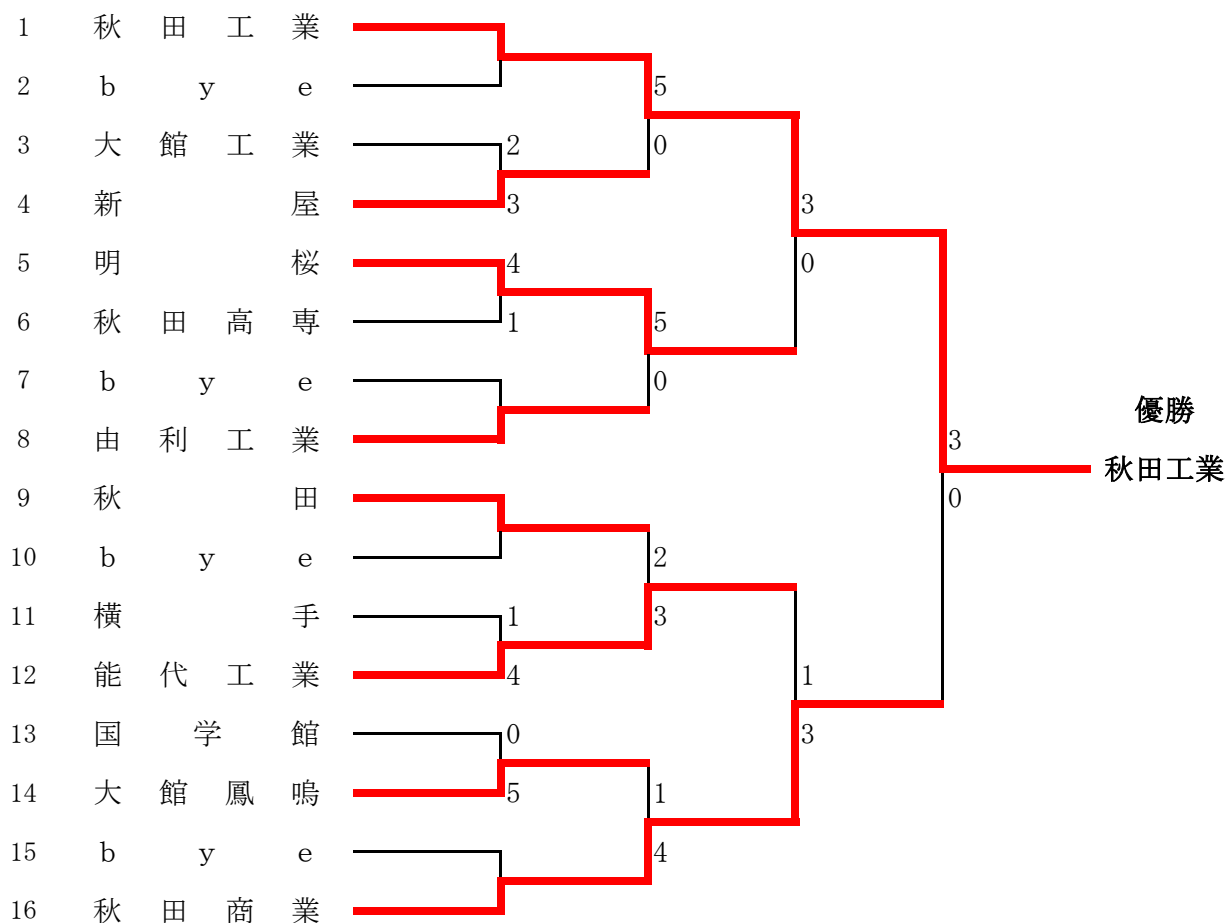 1 秋田工業
2 bye
5
3 大館工業 2
0
4 新屋 3
3
5 明桜 4
0
6 秋田高専 1
5
7 bye
0
優勝
8 由利工業
3
秋田工業
9 秋田
0
10 bye
2
11 横手 1
3
12 能代工業 4
1
13 国学館 0
3
14 大館鳳鳴 5
1
15 bye
4
16 秋田商業